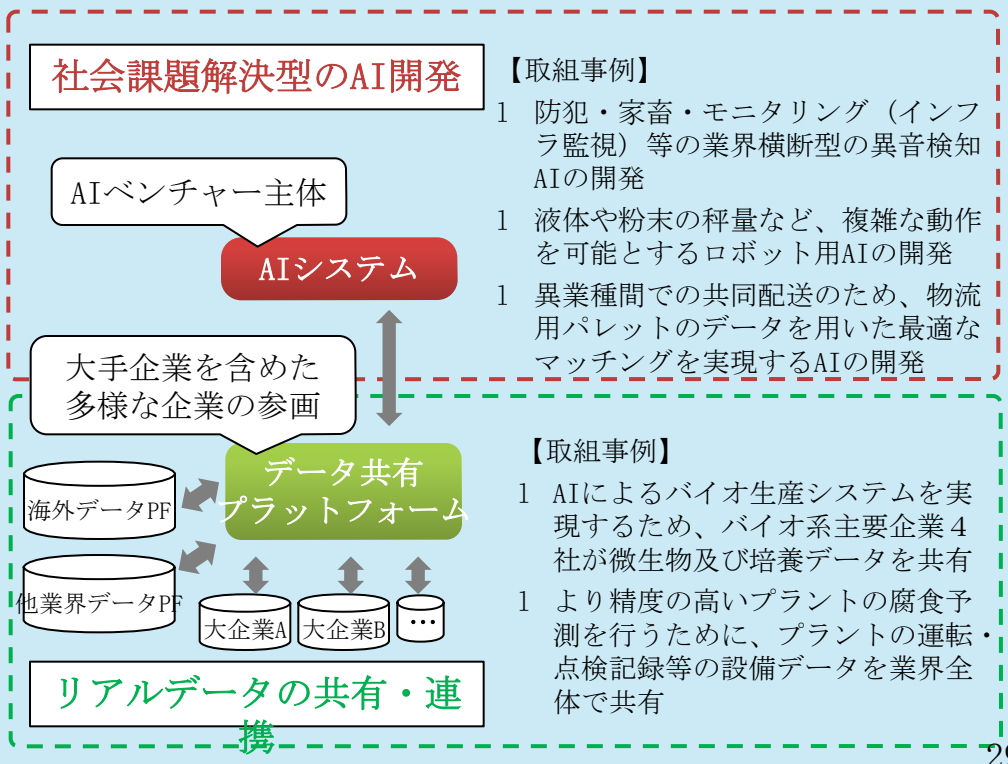 社会課題解決型のAI開発
【取組事例】
l 防犯・家畜・モニタリング（インフ
ラ監視）等の業界横断型の異音検知
AIの開発
l 液体や粉末の秤量など、複雑な動作
を可能とするロボット用AIの開発
l 異業種間での共同配送のため、物流
用パレットのデータを用いた最適な
マッチングを実現するAIの開発
AIベンチャー主体
AIシステム
大手企業を含めた
多様な企業の参画
データ共有
プラットフォーム
海外データPF
他業界データPF
大企業A
大企業B
…
【取組事例】
l AIによるバイオ生産システムを実
現するため、バイオ系主要企業４
社が微生物及び培養データを共有
l より精度の高いプラントの腐食予
測を行うために、プラントの運転・
点検記録等の設備データを業界全
体で共有
リアルデータの共有・連
携